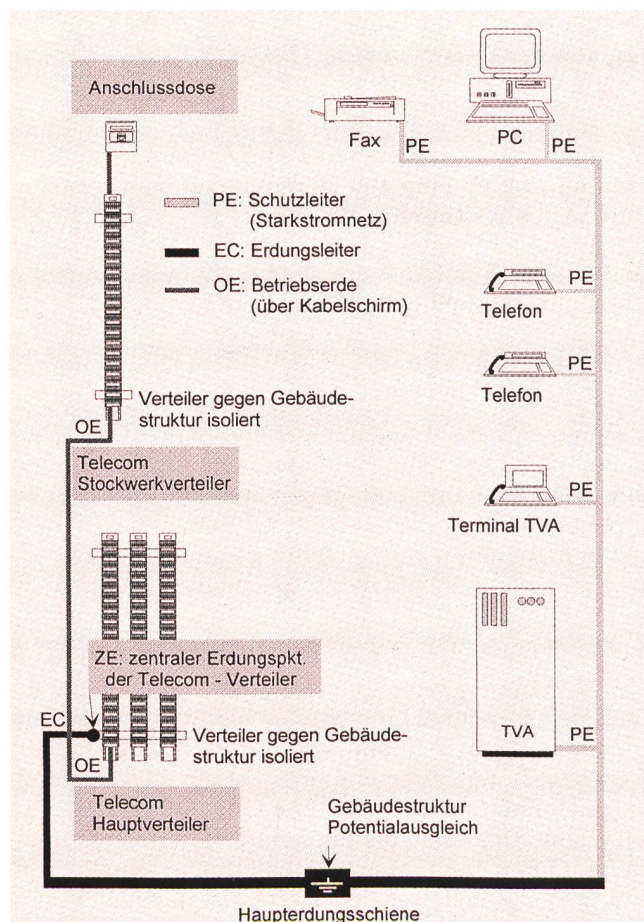 Anschlussdose
Fax
PE
PC
PE
PE: Schutzleiter
(Starkstromnetz)
EC: Erdungsleiter
OE: Betriebserde
(über Kabelschirm)
PE
Telefon
PE
Telefon
Verteiler gegen Gebäude-
struktur isoliert
OE
Telecom
Stockwerkverteiler
PE
Terminal TVA
ZE: zentraler Erdungspkt.
der Telecom - Verteiler
EC
Verteiler gegen Gebäude-
struktur isoliert
OE
TVA
PE
Telecom
Hauptverteiler
Gebäudestruktur
Potentialausgleich
Haupterdungsschiene